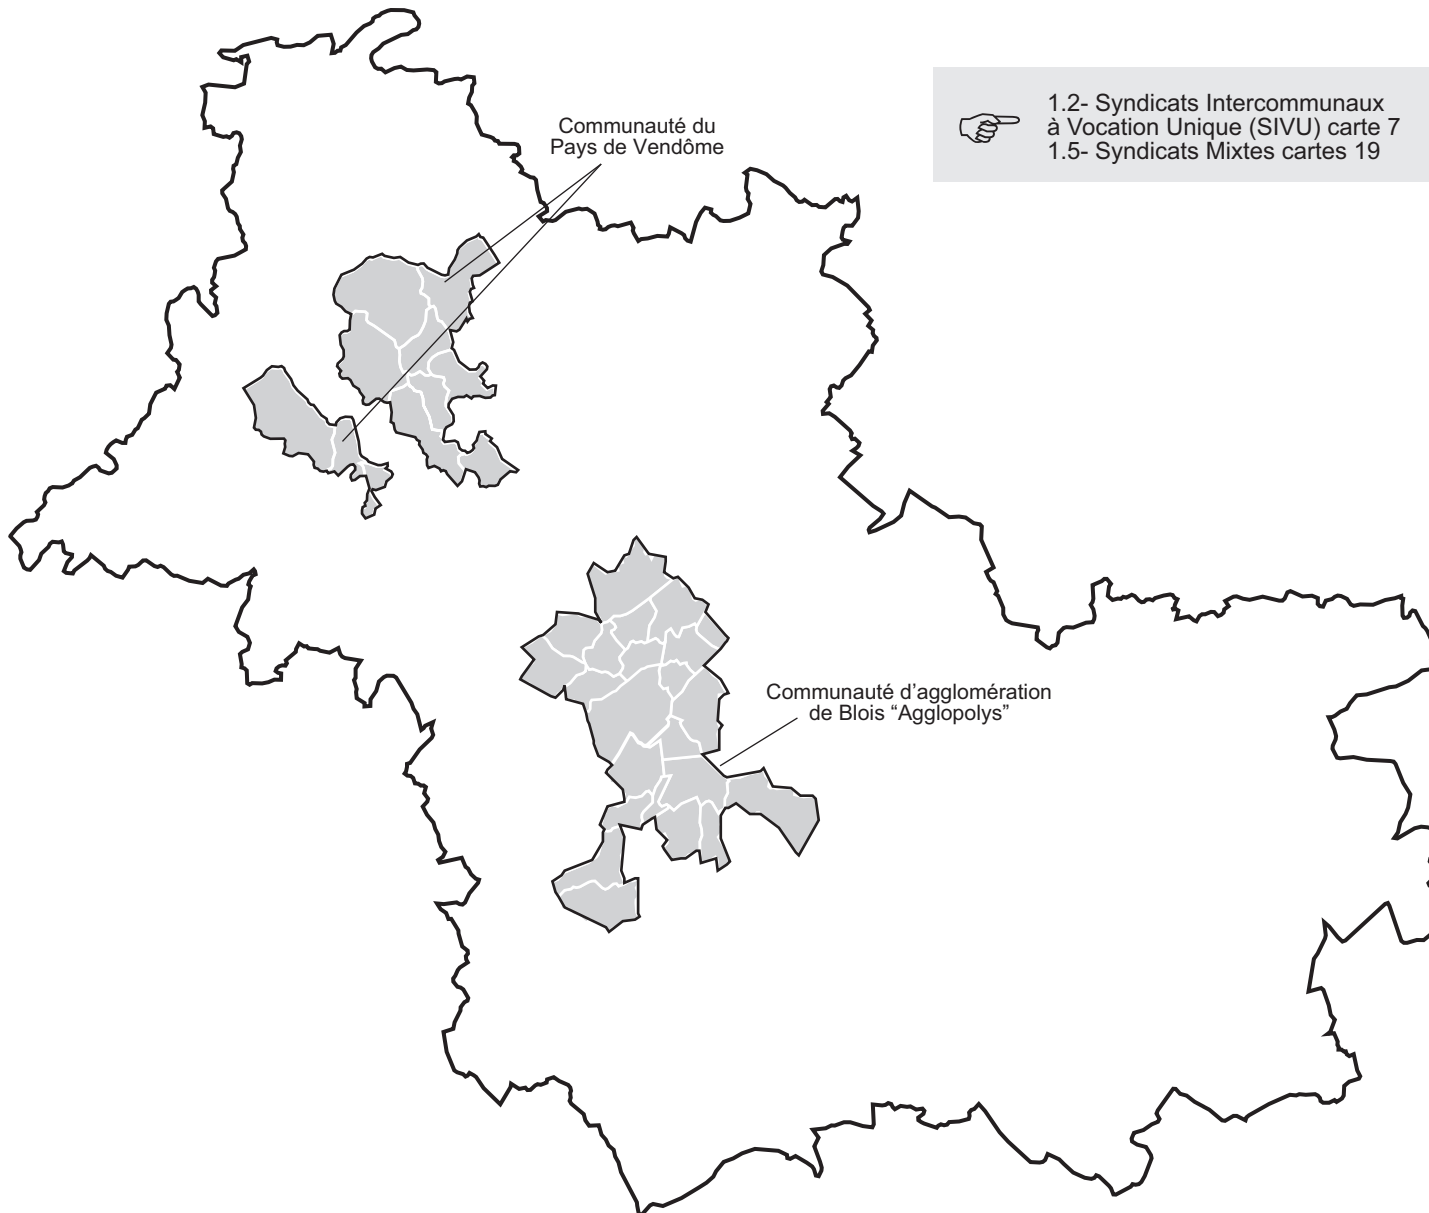 Communauté du
Pays de Vendôme
1.2- Syndicats Intercommunaux
à Vocation Unique (SIVU) carte 7
1.5- Syndicats Mixtes cartes 19
Communauté d’agglomération
de Blois “Agglopolys”